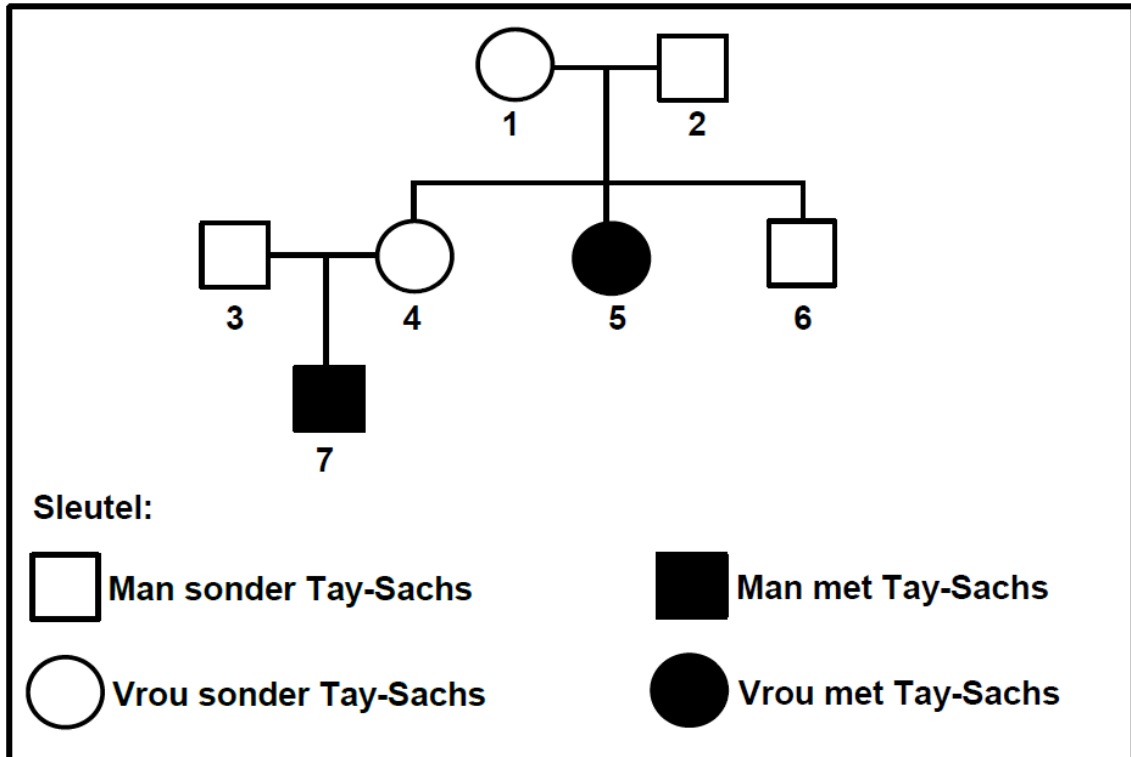 1 2
3 4 5 6
7
Sleutel:
Man sonder Tay-Sachs Man met Tay-Sachs
Vrou sonder Tay-Sachs Vrou met Tay-Sachs